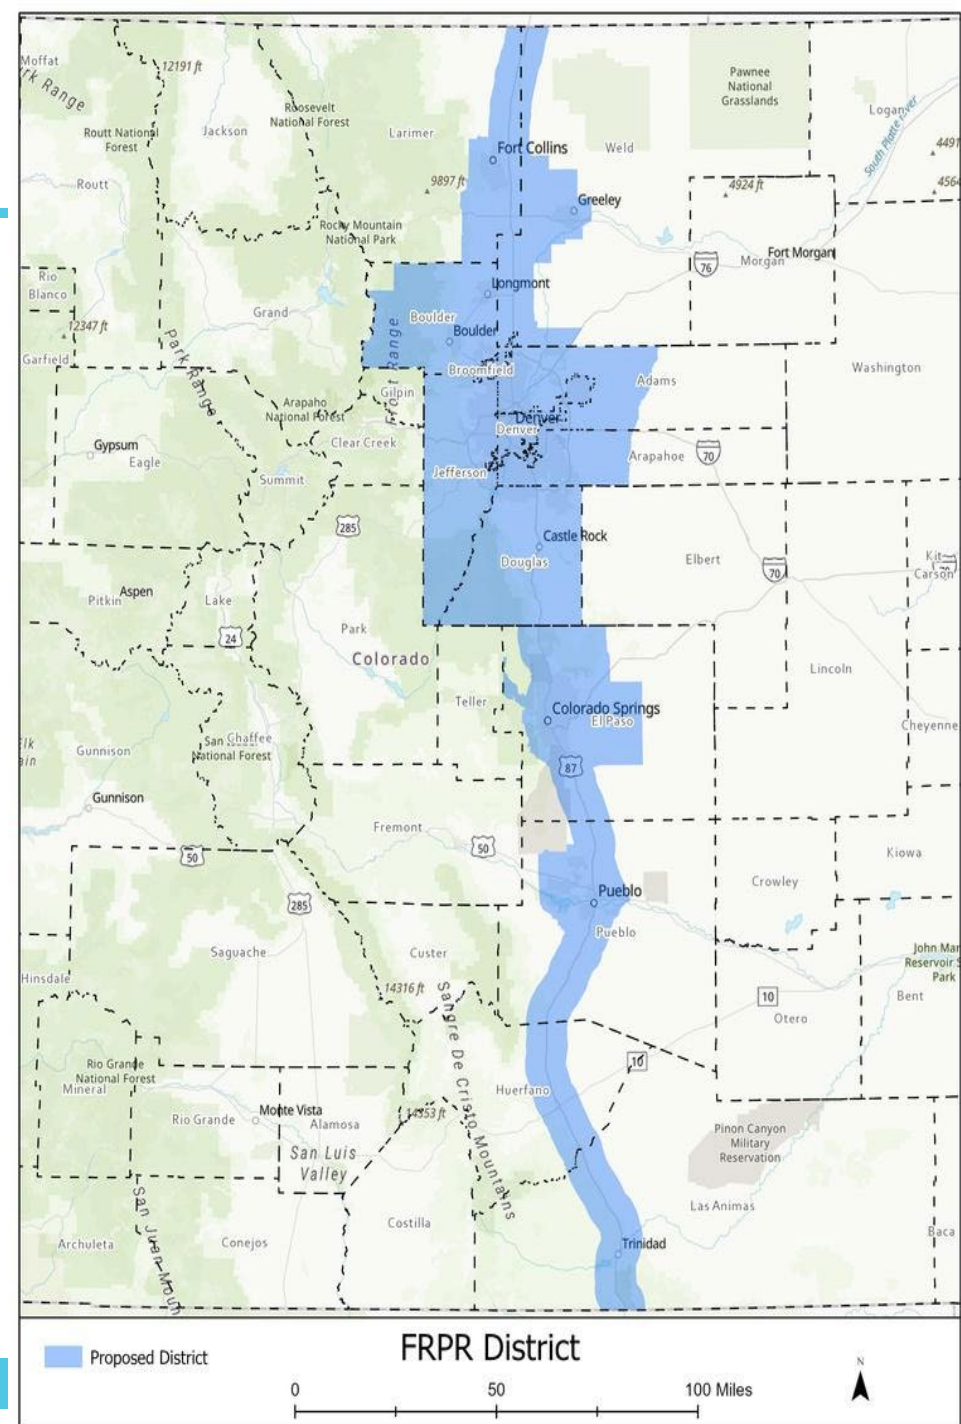 Moffat
12191 ft
rk Range
Roosevelt
National Forest
Pawnee
National
Grasslands
Logan
South Platte River
Routt National
Forest
Jackson
Larimer
Fort Collins
Weld
4491
Routt
9897 ft
4924 ft
4564
Greeley
Rocky Mountain
National Park
Fort Morgan
Morgan
76
Rio
Blanco
Longmont
Grand
Boulder
Boulder
12347 ft
Front Range
Park Range
Garfield
Broomfield
Washington
Adams
Gilpin
Arapaho
National Forest
Denver
Denver
Clear Creek
Gypsum
Eagle
Arapahoe
70
Jefferson
Summit
285
Castle Rock
Douglas
Elbert
70
Kit
Carson
70
Aspen
Pitkin
Lake
Park
24
Colorado
Lincoln
Teller
Colorado Springs
El Paso
Cheyenne
Elk
Gunnison
San
Chaffee
National Forest
87
Gunnison
Fremont
50
50
Kiowa
Crowley
285
Pueblo
Pueblo
Saguache
Custer
John Mar
Reservoir S
Park
Hinsdale
14316 ft
Sangre De Cristo Mountains
10
Bent
Otero
Rio Grande
National Forest
Mineral
10
Huerfano
Rio Grande
Monte Vista
Alamosa
14353 ft
Pinon Canyon
Military
Reservation
San Luis
Valley
Las Animas
San Juan Moun
Costilla
Archuleta
Conejos
Trinidad
Baca
FRPR District
Proposed District
N
0 50 100 Miles